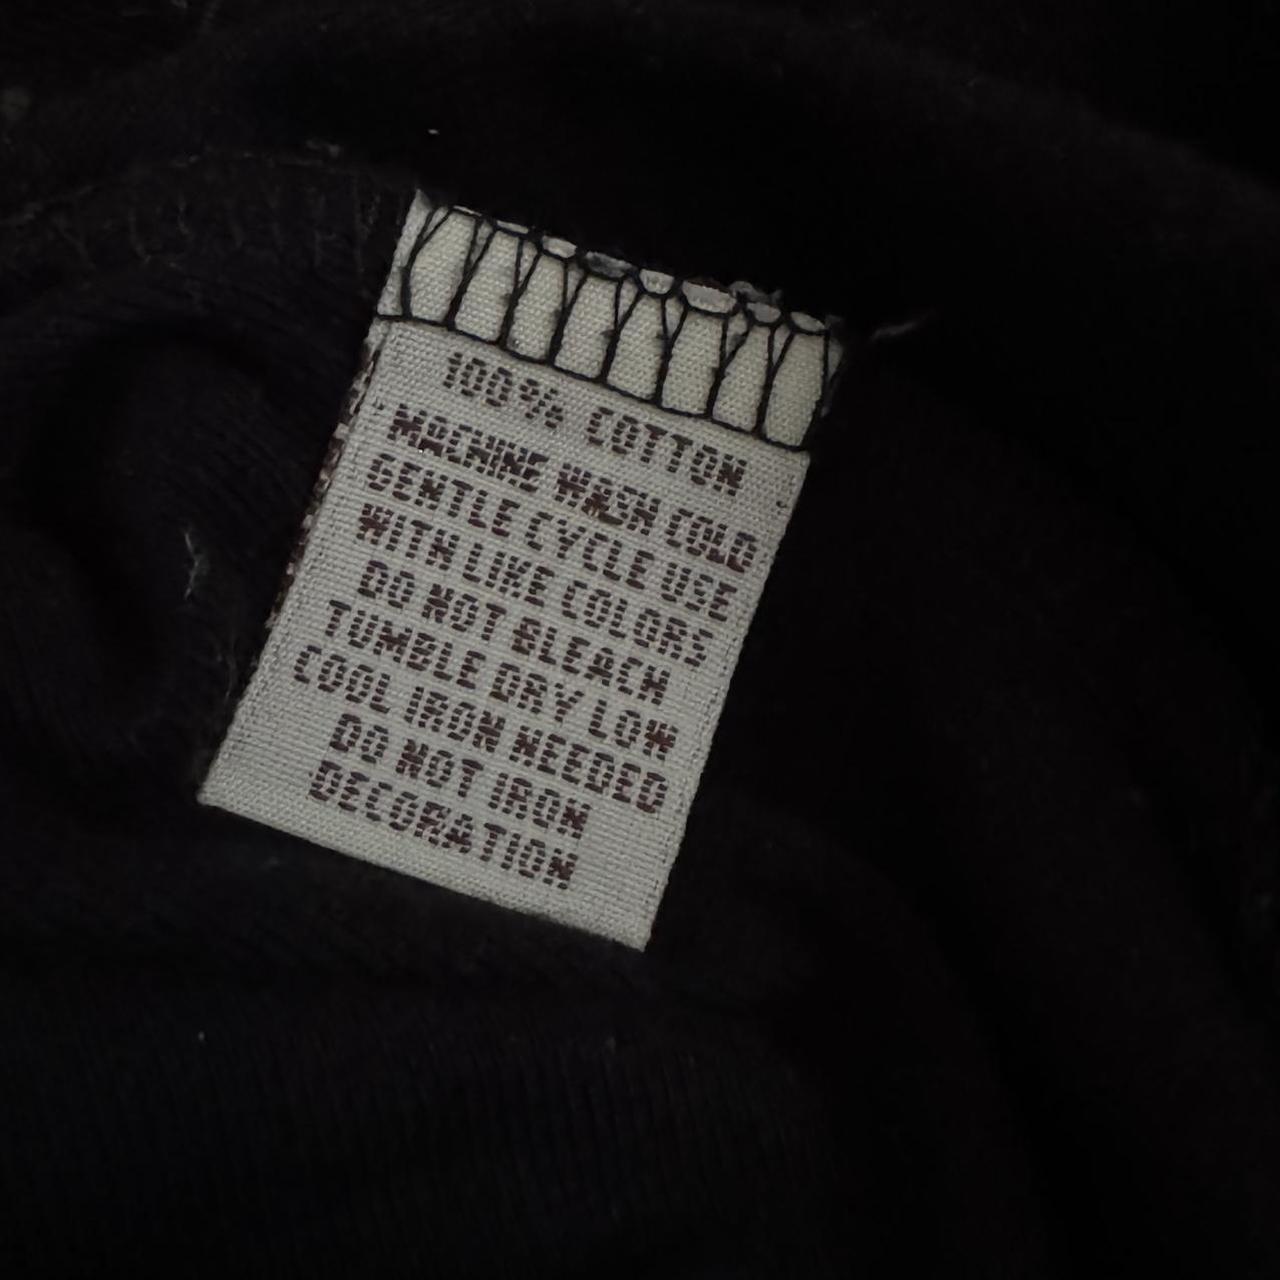 100% COTTON
MACHINE WASH COLD
GENTLE CYCLE USE
WITH LIKE COLORS
DO NOT BLEACH
TUMBLE DRY LOW
COOL IRON NEEDED
DO NOT IRON
DECORATION